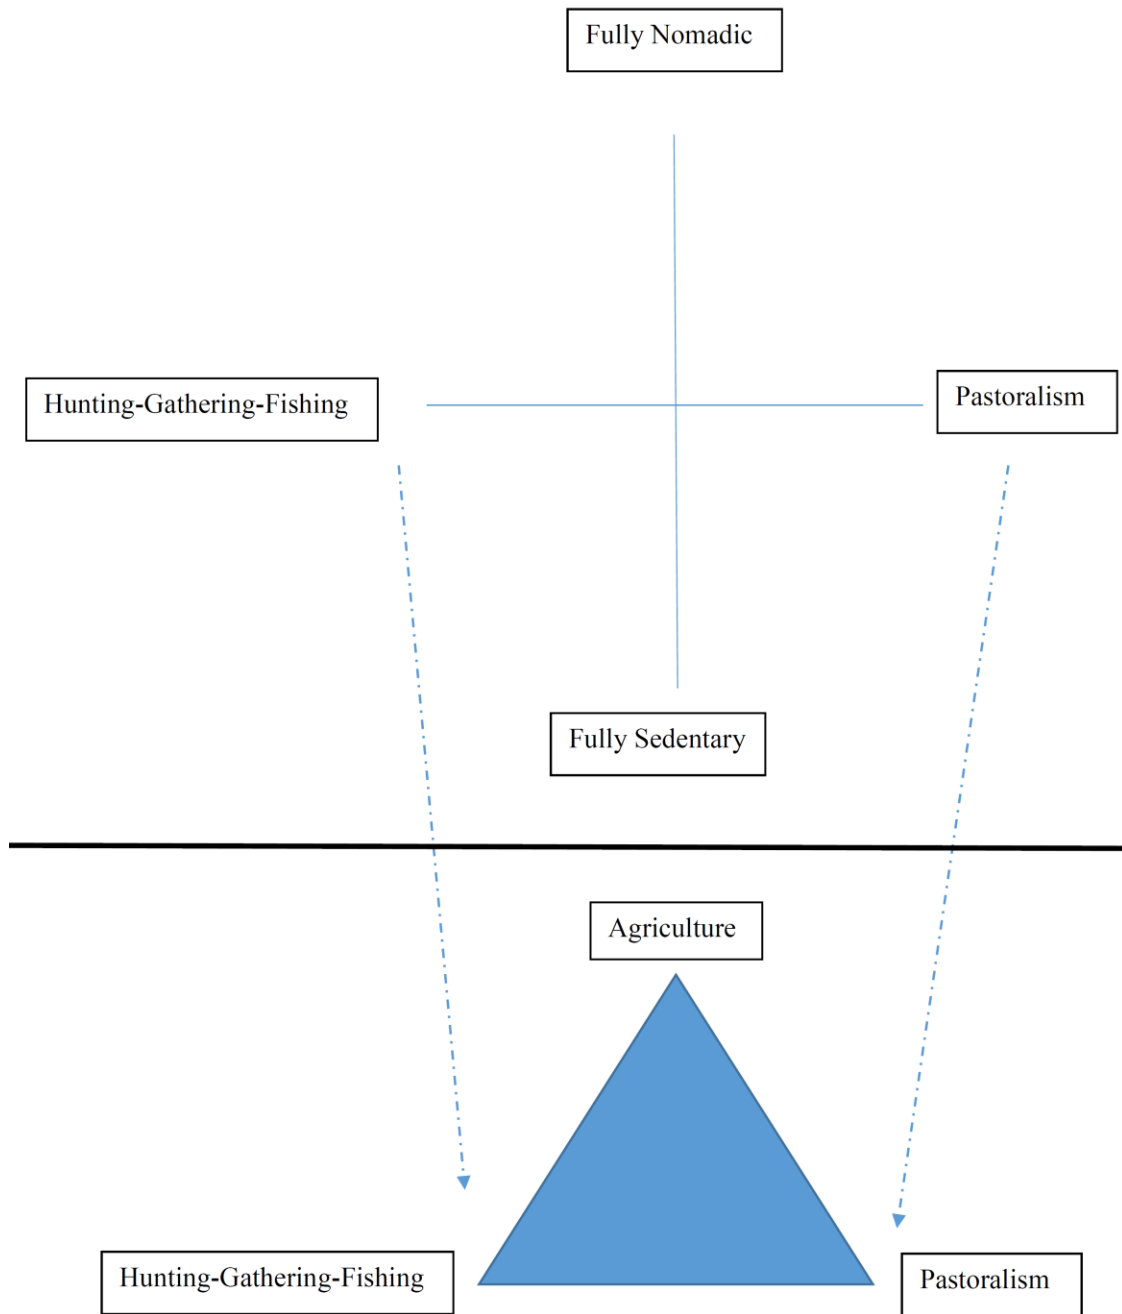 Fully Nomadic
Hunting-Gathering-Fishing
Pastoralism
Fully Sedentary
Agriculture
Hunting-Gathering-Fishing
Pastoralism